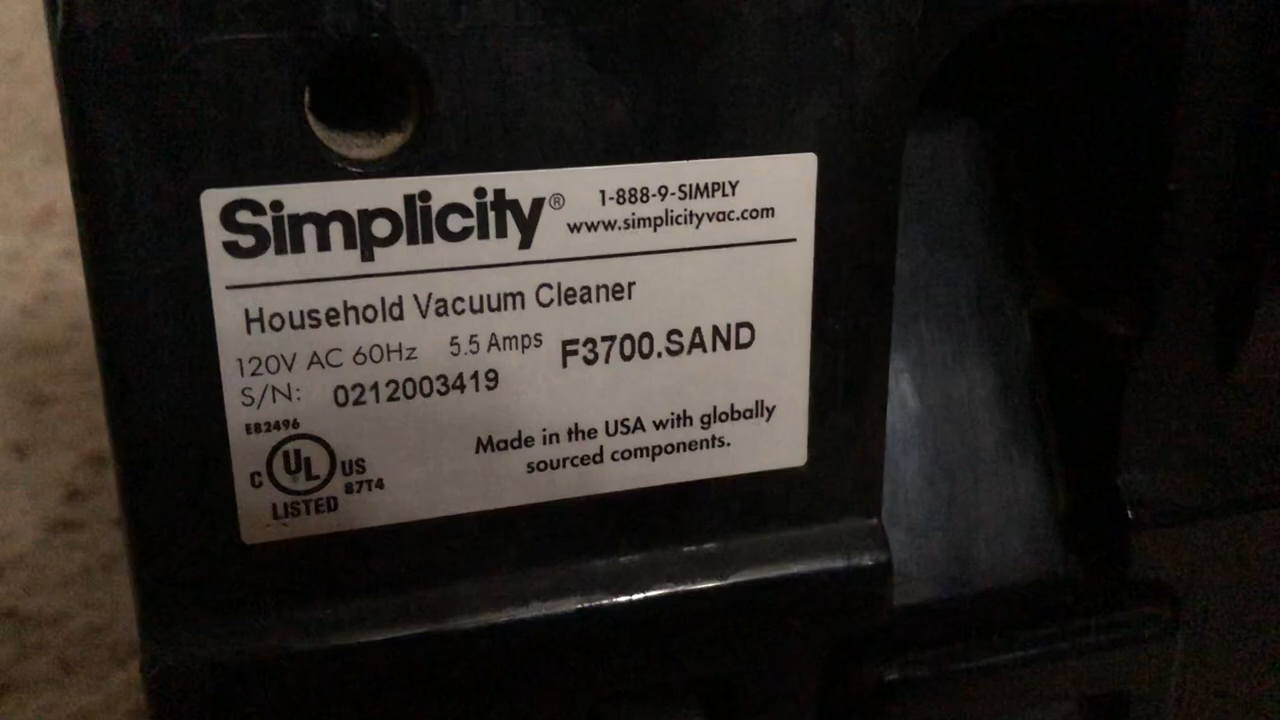 Simplicity® 1-888-9-SIMPLY
www.simplicityvac.com
Household Vacuum Cleaner
120V AC 60Hz 5.5 Amps F3700.SAND
S/N: 0212003419
E82496
C UL US
87T4
LISTED
Made in the USA with globally
sourced components.